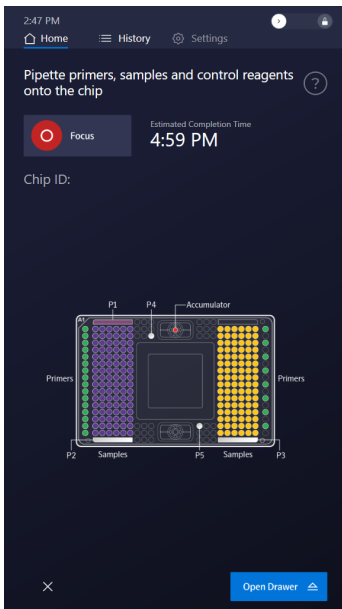 2:47 PM
Home History Settings
Pipette primers, samples and control reagents
onto the chip
?
Focus
Estimated Completion Time
4:59 PM
Chip ID:
P1 P4 Accumulator
A1
Primers Primers
P2 Samples P5 Samples P3
Open Drawer